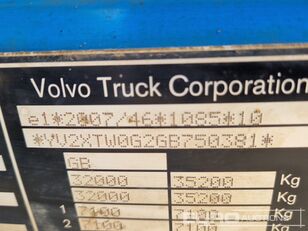 Volvo Truck Corporation
e1*2007/46*1085*10
*YV2XTW0G2GB750381*
GB
32000 35200 Kg
32000 35200 Kg
1 7100 Kg
2 7100 7100 Kg